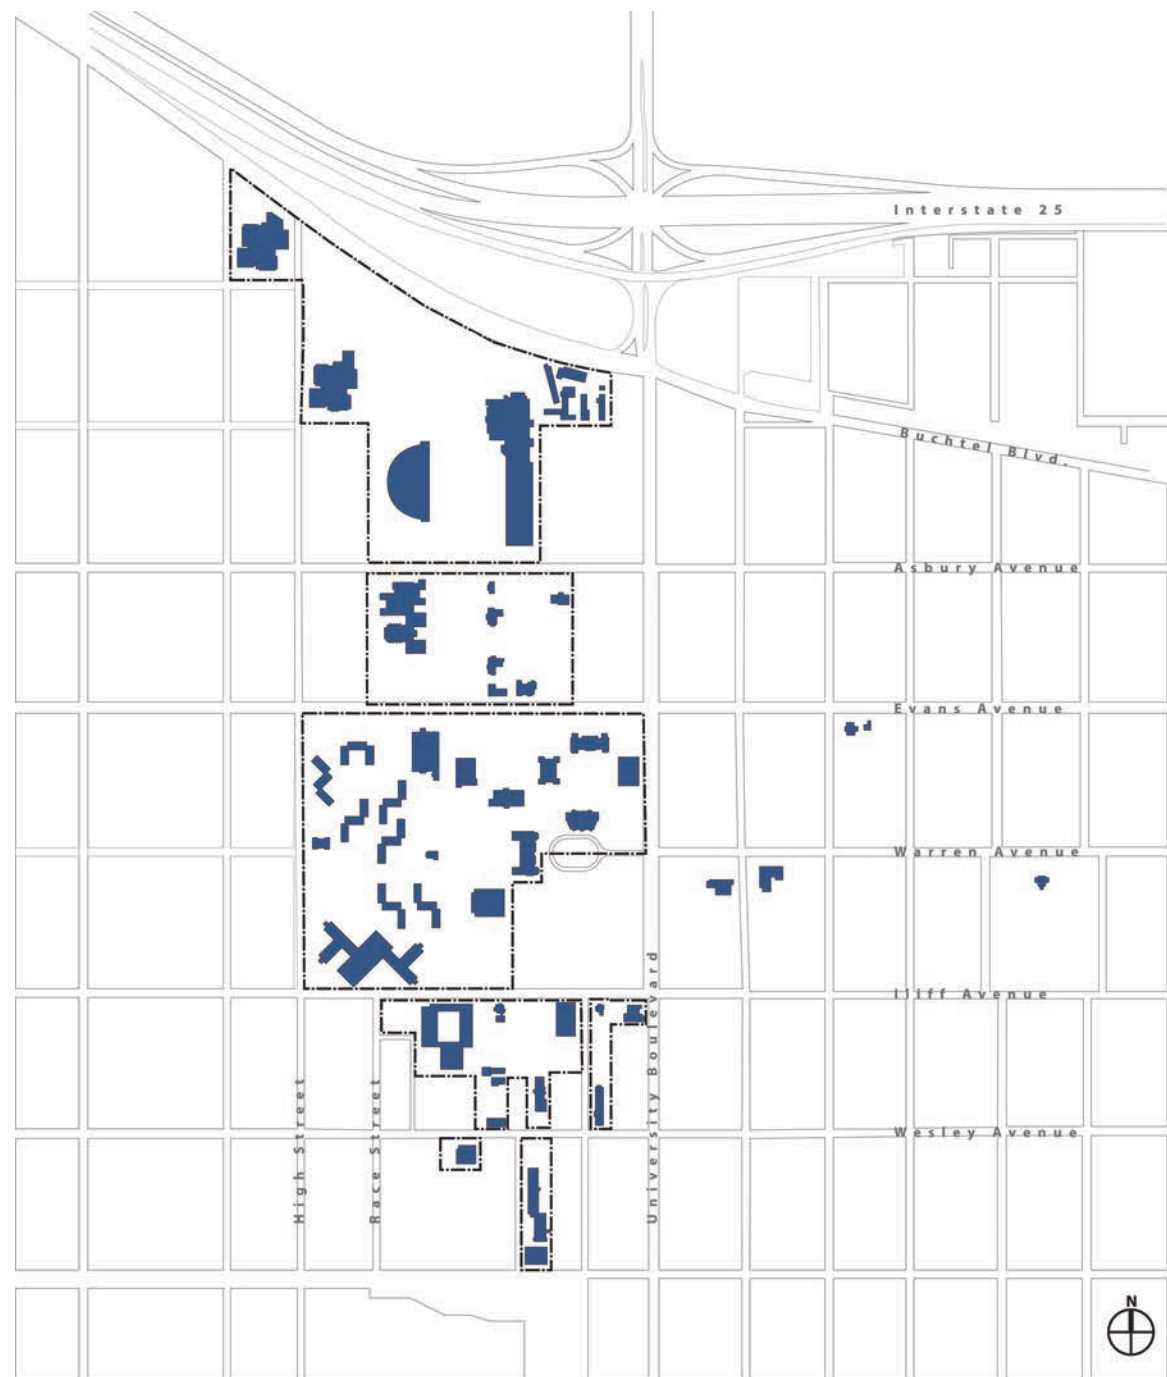 Interstate 25
Buchtel Blvd.
Asbury Avenue
Evans Avenue
Warren Avenue
Iliff Avenue
University Boulevard
High Street
Race Street
Wesley Avenue
N